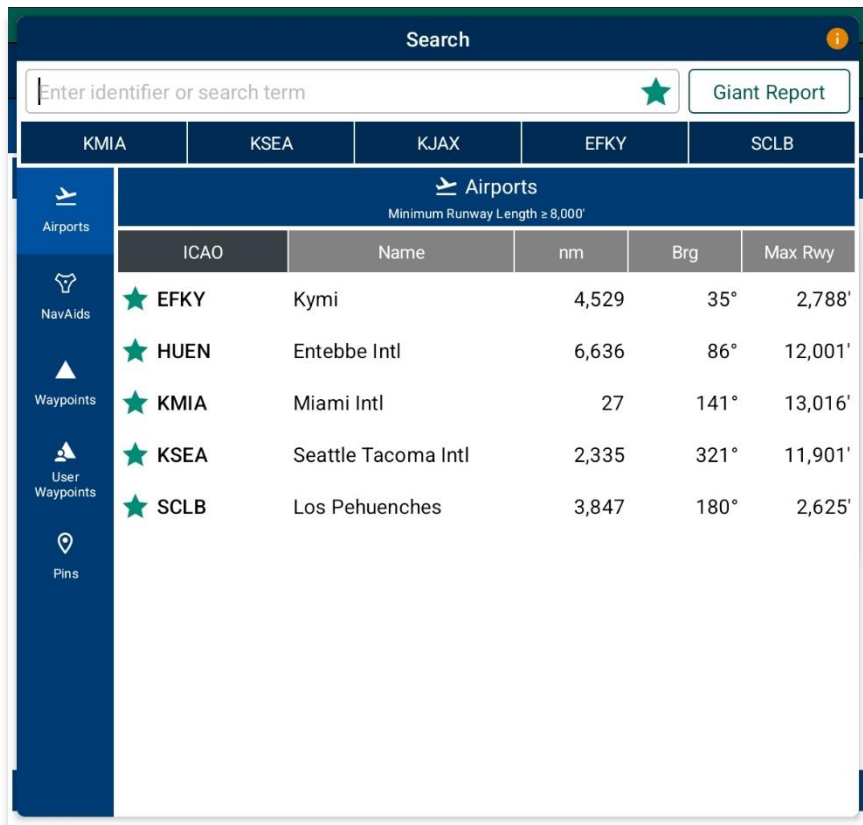 Search
Enter identifier or search term
Giant Report
KMIA KSEA KJAX EFKY SCLB
Airports
Minimum Runway Length ≥ 8,000'
Airports
NavAids
Waypoints
User
Waypoints
Pins
ICAO Name nm Brg Max Rwy
EFKY Kymi 4,529 35° 2,788'
HUEN Entebbe Intl 6,636 86° 12,001'
KMIA Miami Intl 27 141° 13,016'
KSEA Seattle Tacoma Intl 2,335 321° 11,901'
SCLB Los Pehuenches 3,847 180° 2,625'